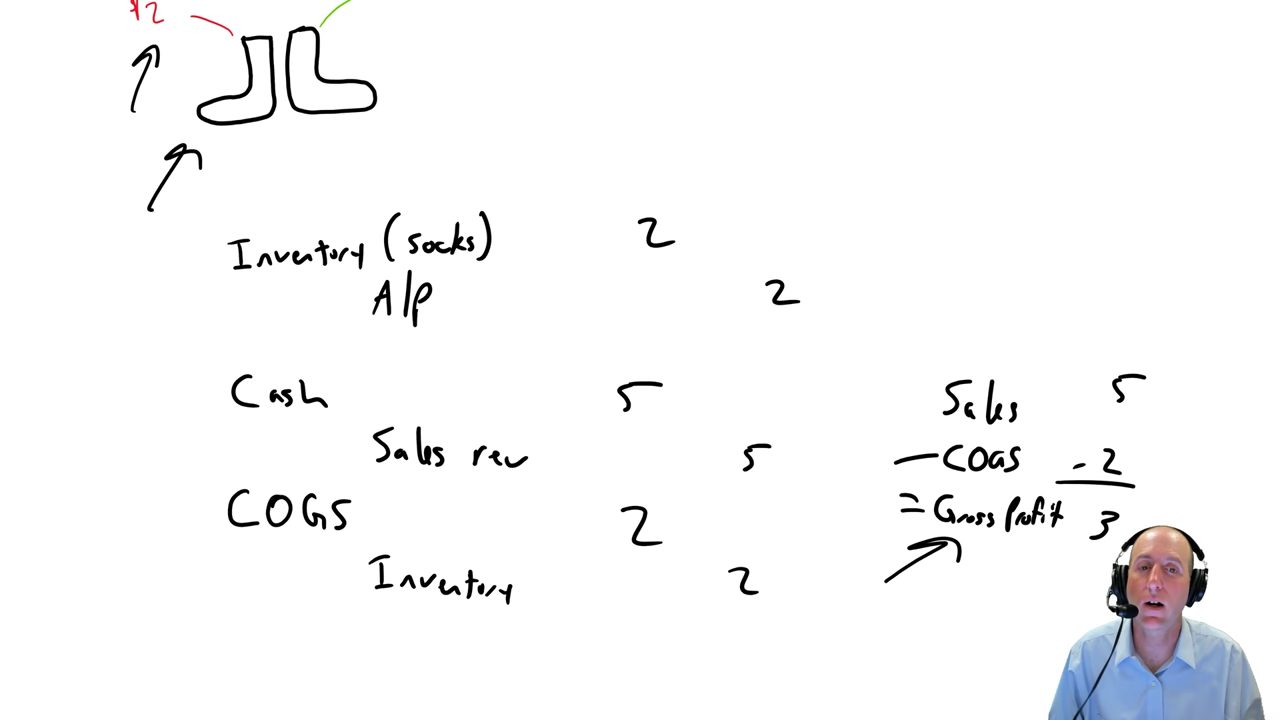 $2
Inventory (socks) 2
A/P 2
Cash 5
Sales rev 5
COGS 2
Inventory 2
Sales 5
- COGS - 2
= Gross Profit 3